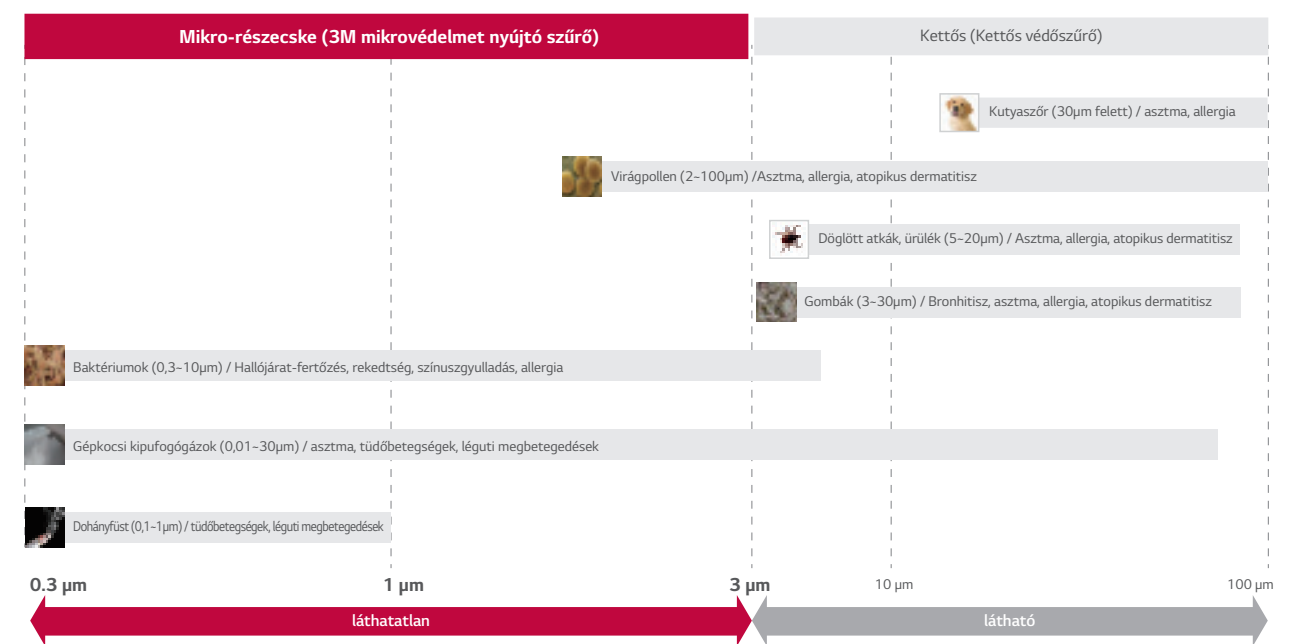 Mikro-részecske (3M mikrovédelmet nyújtó szűrő)
Kettős (Kettős védőszűrő)
Kutyaszőr (30μm felett) / asztma, allergia
Virágpollen (2~100μm) /Asztma, allergia, atopikus dermatitisz
Döglött atkák, ürülék (5~20μm) / Asztma, allergia, atopikus dermatitisz
Gombák (3~30μm) / Bronhitisz, asztma, allergia, atopikus dermatitisz
Baktériumok (0,3~10μm) / Hallójárat-fertőzés, rekedtség, színuszgyulladás, allergia
Gépkocsi kipufogógázok (0,01~30μm) / asztma, tüdőbetegségek, léguti megbetegedések
Dohányfüst (0,1~1μm) / tüdőbetegségek, léguti megbetegedések
0.3 μm
1 μm
3 μm
10 μm
100 μm
láthatatlan
látható